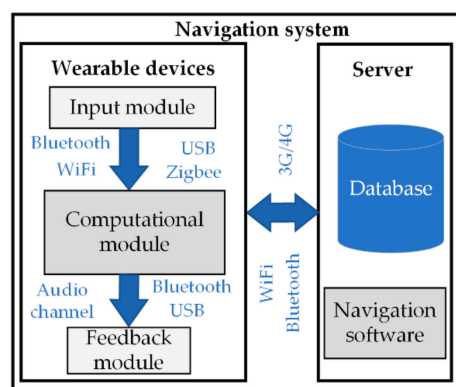 Navigation system
Wearable devices
Input module
Bluetooth
WiFi
USB
Zigbee
Computational
module
Audio
channel
Bluetooth
USB
Feedback
module
3G/4G
WiFi
Bluetooth
Server
Database
Navigation
software